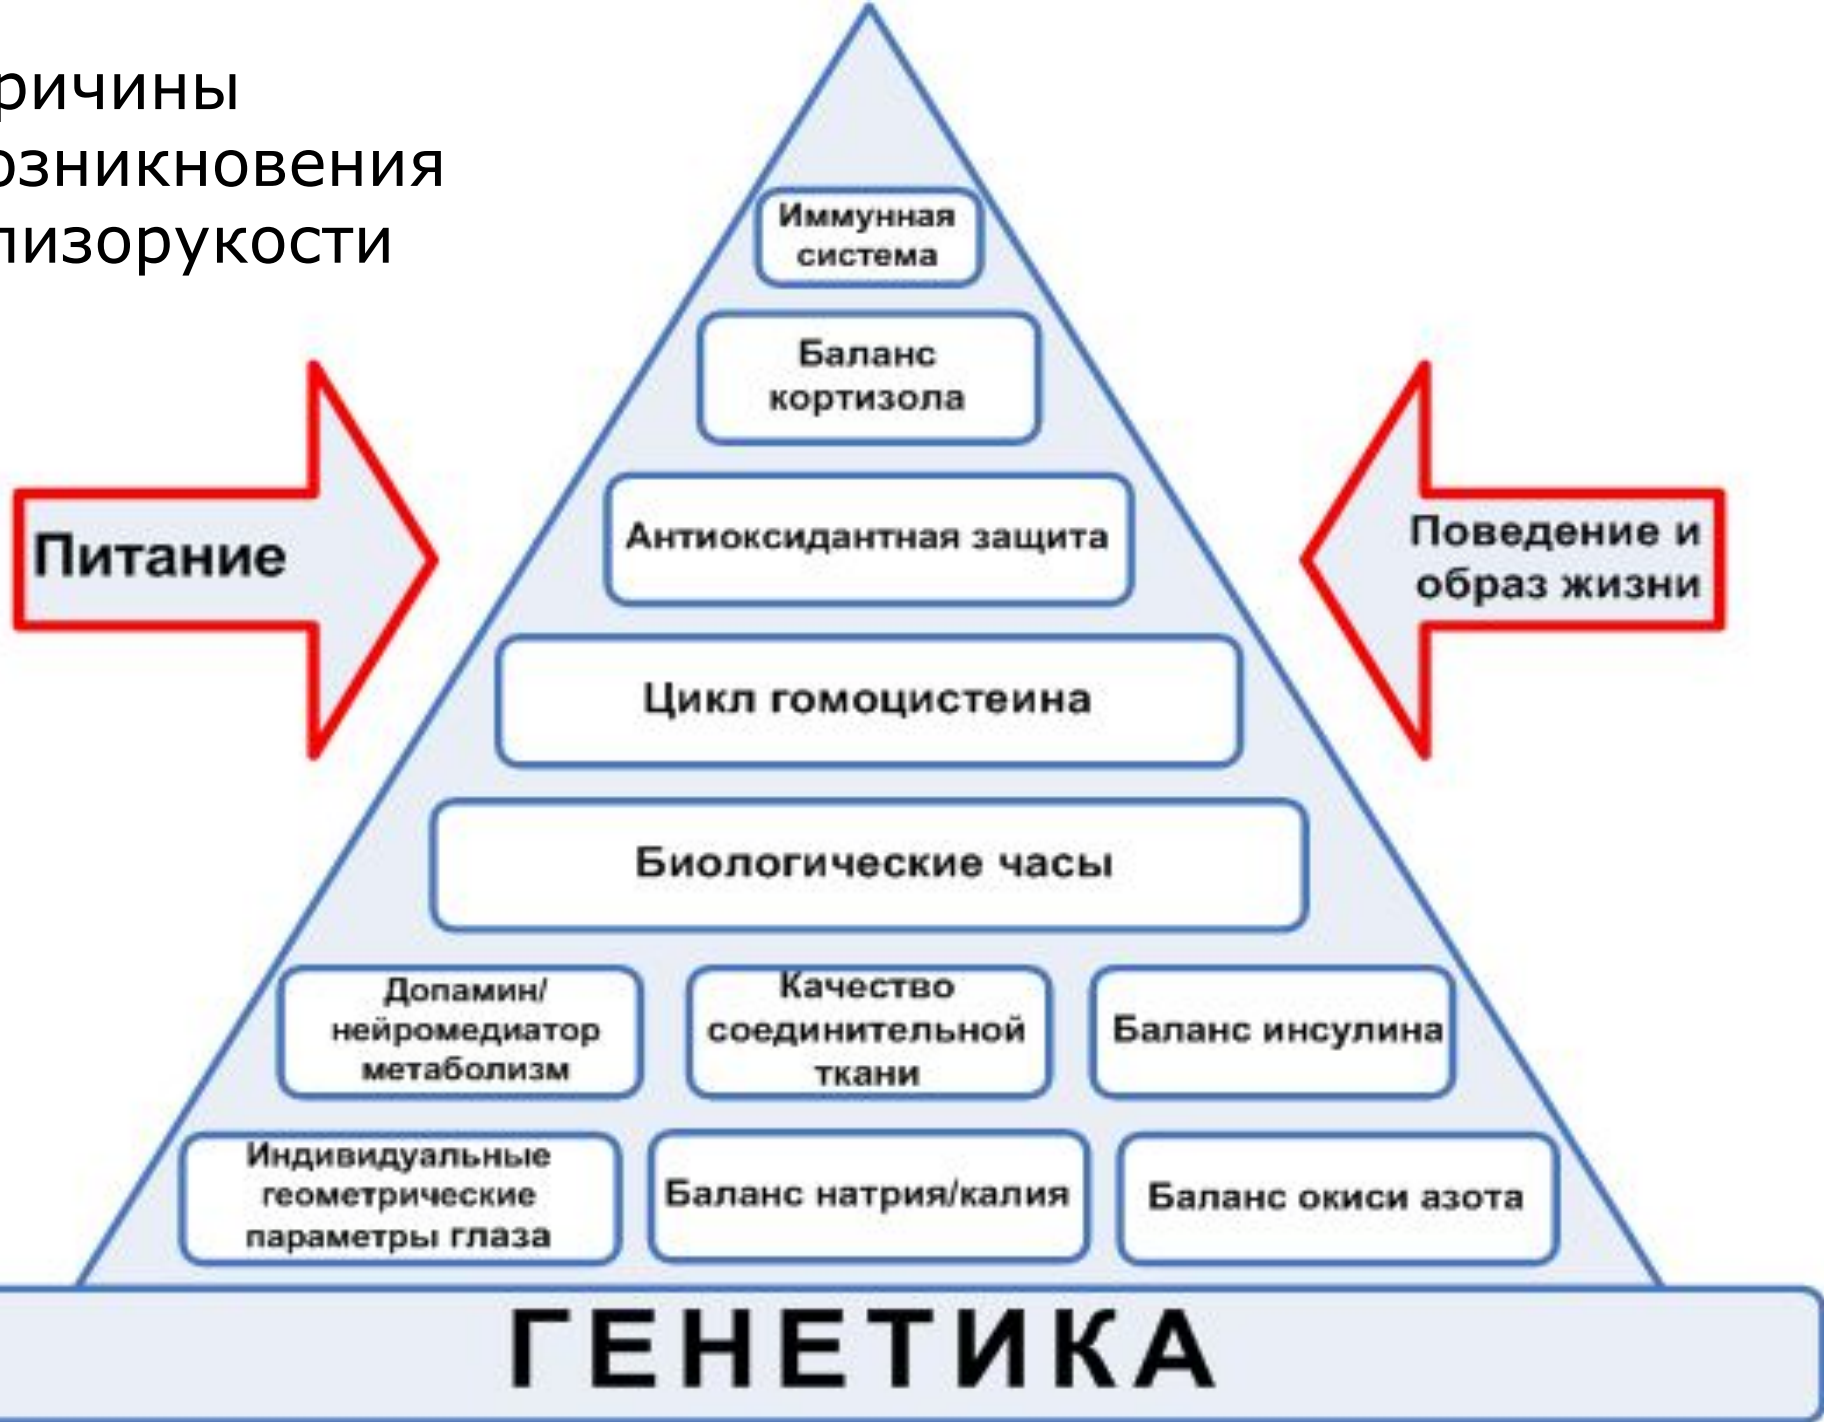 ричины
озникновения
лизорукости
Иммунная
система
Баланс
кортизола
Антиоксидантная защита
Питание
Поведение и
образ жизни
Цикл гомоцистеина
Биологические часы
Допамин/
нейромедиатор
метаболизм
Качество
соединительной
ткани
Баланс инсулина
Индивидуальные
геометрические
параметры глаза
Баланс натрия/калия
Баланс окиси азота
ГЕНЕТИКА